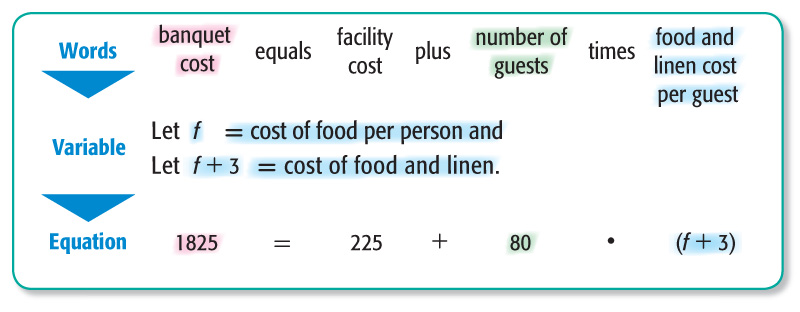 Words banquet cost equals facility cost plus number of guests times food and linen cost per guest
Variable
Let f = cost of food per person and
Let f + 3 = cost of food and linen.
Equation 1825 = 225 + 80 • (f + 3)